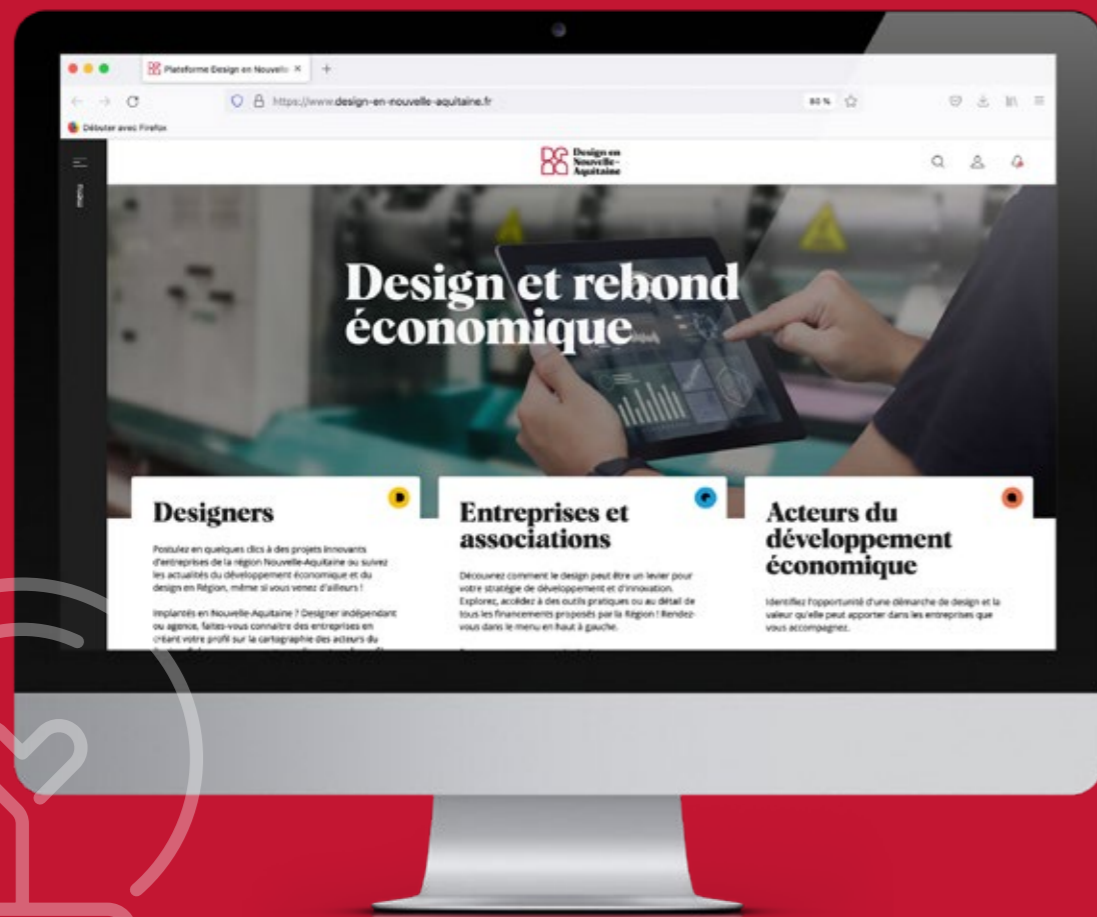 Plateforme Design en Nouvelle
https://www.design-en-nouvelle-aquitaine.fr
80 %
Débuter avec Firefox
menu
Design en
Nouvelle-
Aquitaine
Design et rebond
économique
Designers
Postulez en quelques clics à des projets innovants
d'entreprises de la région Nouvelle-Aquitaine ou suivez
les actualités du développement économique et du
design en Région, même si vous venez d'ailleurs !
Implantés en Nouvelle-Aquitaine ? Designer indépendant
ou agence, faites-vous connaitre des entreprises en
créant votre profil sur la cartographie des acteurs du
Entreprises et
associations
Découvrez comment le design peut être un levier pour
votre stratégie de développement et d'innovation.
Explorez, accédez à des outils pratiques ou au détail de
tous les financements proposés par la Région ! Rendez-
vous dans le menu en haut à gauche.
Acteurs du
développement
économique
Identifiez l'opportunité d'une démarche de design et la
valeur qu'elle peut apporter dans les entreprises que
vous accompagnez.